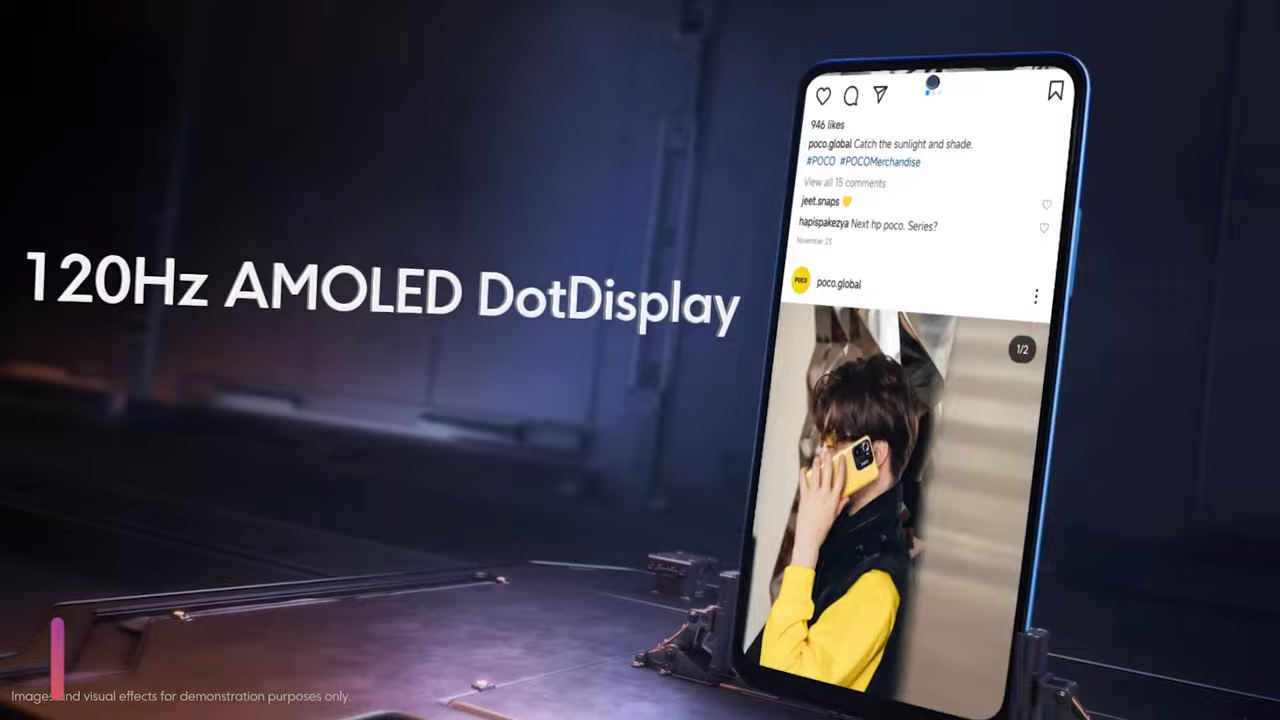 120Hz AMOLED DotDisplay
946 likes
poco.global Catch the sunlight and shade.
#POCO #POCOMerchandise
View all 15 comments
jeet.snaps 💛
hapispakezya Next hp poco. Series?
November 23
POCO poco.global
1/2
Images and visual effects for demonstration purposes only.